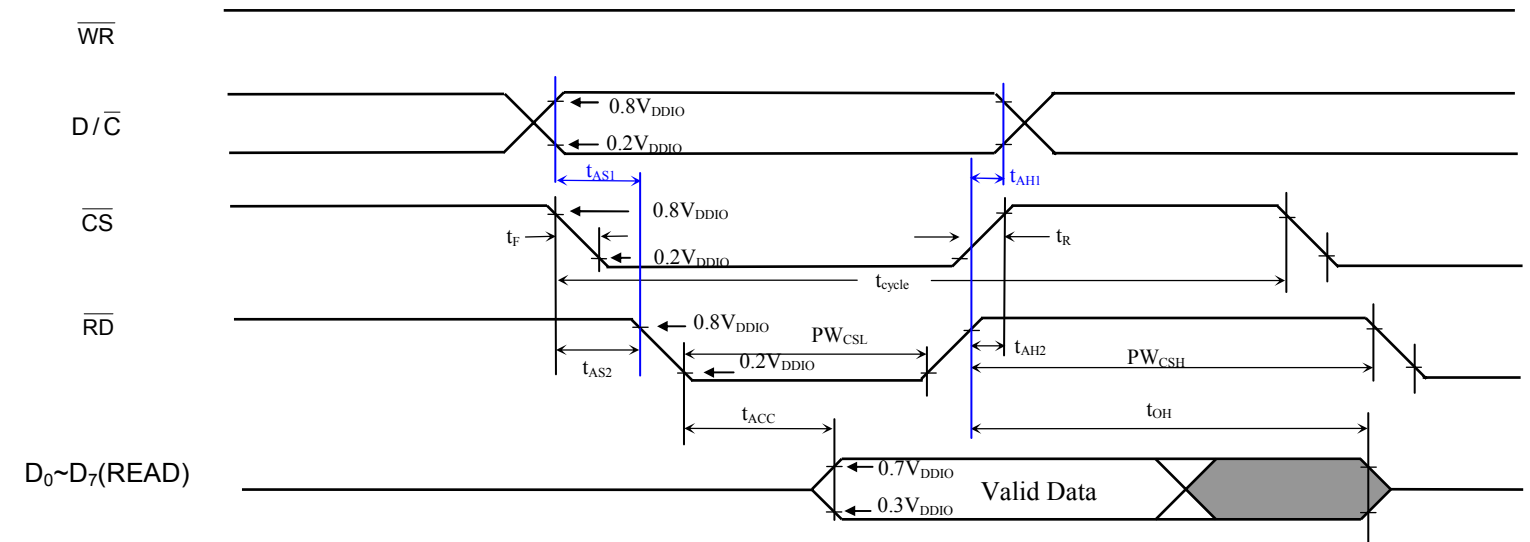 WR
D/C
0.8VDDIO
0.2VDDIO
tAS1
tAH1
CS
0.8VDDIO
tF
tR
0.2VDDIO
tcycle
RD
0.8VDDIO
PWCSL
tAH2
0.2VDDIO
PWCSH
tAS2
tACC
tOH
D0~D7(READ)
0.7VDDIO
Valid Data
0.3VDDIO